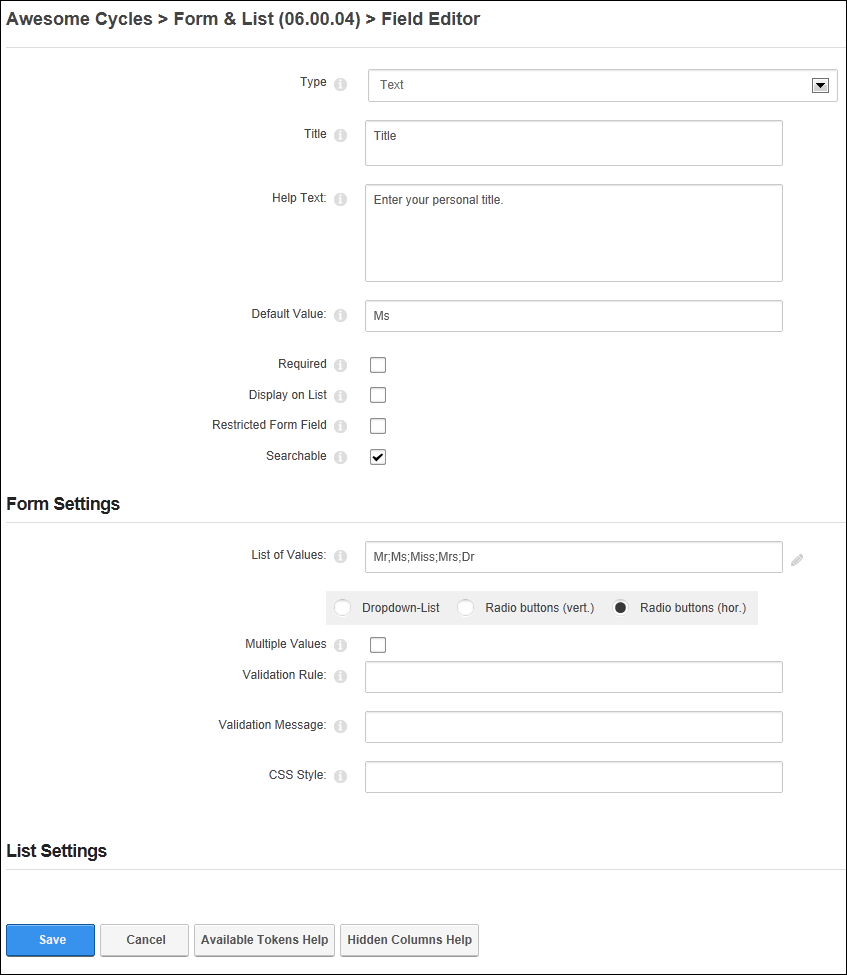 Awesome Cycles > Form & List (06.00.04) > Field Editor
Type Text
Title Title
Help Text: Enter your personal title.
Default Value: Ms
Required
Display on List
Restricted Form Field
Searchable
Form Settings
List of Values: Mr;Ms;Miss;Mrs;Dr
Dropdown-List Radio buttons (vert.) Radio buttons (hor.)
Multiple Values
Validation Rule:
Validation Message:
CSS Style:
List Settings
Save Cancel Available Tokens Help Hidden Columns Help